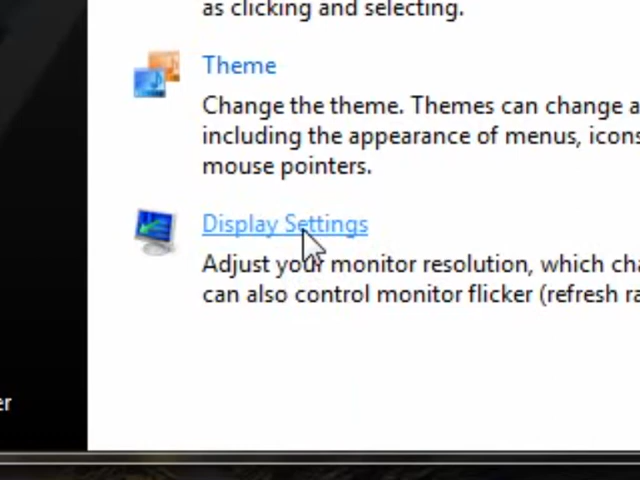 as clicking and selecting.
Theme
Change the theme. Themes can change a
including the appearance of menus, icons
mouse pointers.
Display Settings
Adjust your monitor resolution, which cha
can also control monitor flicker (refresh ra
er